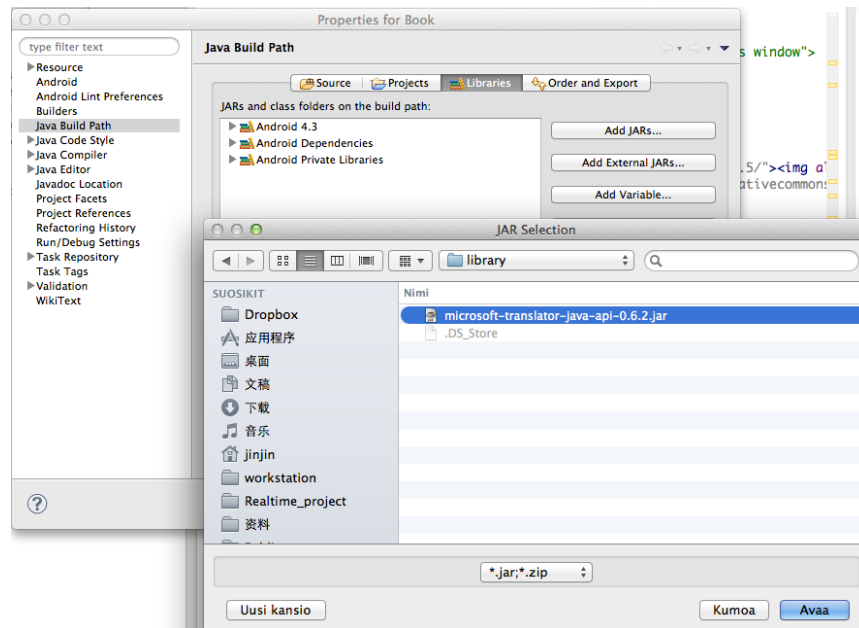 Properties for Book
type filter text
Resource
Android
Android Lint Preferences
Builders
Java Build Path
Java Code Style
Java Compiler
Java Editor
Javadoc Location
Project Facets
Project References
Refactoring History
Run/Debug Settings
Task Repository
Task Tags
Validation
WikiText
Java Build Path
Source Projects Libraries Order and Export
JARs and class folders on the build path:
Android 4.3
Android Dependencies
Android Private Libraries
Add JARs...
Add External JARs...
Add Variable...
s window">
.5/"><img al
ativecommons
JAR Selection
library
SUOSIKIT
Dropbox
应用程序
桌面
文稿
下载
音乐
jinjin
workstation
Realtime_project
资料
Nimi
microsoft-translator-java-api-0.6.2.jar
.DS_Store
*.jar;*.zip
Uusi kansio
Kumoa
Avaa